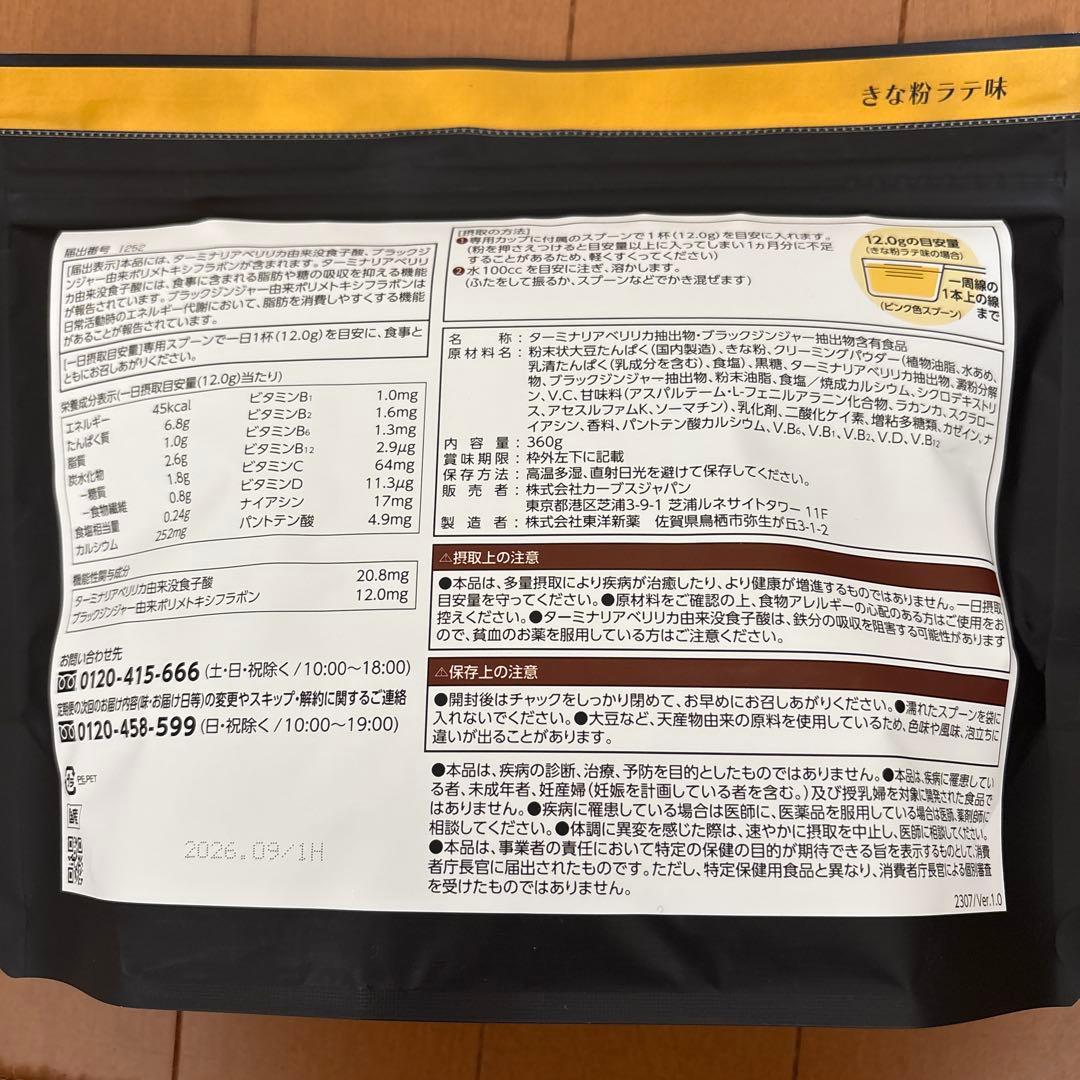 きな粉ラテ味
届出番号 I252
[届出表示]本品には、ターミナリアベリリカ由来没食子酸、ブラックジ
ンジャー由来ポリメトキシフラボンが含まれます。ターミナリアベリリ
カ由来没食子酸には、食事に含まれる脂肪や糖の吸収を抑える機能
が報告されています。ブラックジンジャー由来ポリメトキシフラボンは
日常活動時のエネルギー代謝において、脂肪を消費しやすくする機能
があることが報告されています。
[一日摂取目安量]専用スプーンで一日1杯(12.0g)を目安に、食事と
ともにお召しあがりください。
栄養成分表示(一日摂取目安量(12.0g)当たり)
エネルギー 45kcal
たんぱく質 6.8g
脂質 1.0g
炭水化物 2.6g
－糖質 1.8g
－食物繊維 0.8g
食塩相当量 0.24g
カルシウム 252mg
ビタミンB1 1.0mg
ビタミンB2 1.6mg
ビタミンB6 1.3mg
ビタミンB12 2.9μg
ビタミンC 64mg
ビタミンD 11.3μg
ナイアシン 17mg
パントテン酸 4.9mg
機能性関与成分
ターミナリアベリリカ由来没食子酸 20.8mg
ブラックジンジャー由来ポリメトキシフラボン 12.0mg
お問い合わせ先
0120-415-666 (土・日・祝除く/10:00〜18:00)
定期便の次回のお届け内容(味・お届け日等)の変更やスキップ・解約に関するご連絡
0120-458-599 (日・祝除く/10:00〜19:00)
プラ PE,PET
2026.09/1H
[摂取の方法]
❶専用カップに付属のスプーンで1杯(12.0g)を目安に入れます。
(粉を押さえつけると目安量以上に入ってしまい1ヵ月分に不足
することがあるため、軽くすくってください)
❷水100ccを目安に注ぎ、溶かします。
(ふたをして振るか、スプーンなどでかき混ぜます)
12.0gの目安量
(きな粉ラテ味の場合)
一周線の
1本上の線
まで
(ピンク色スプーン)
名称:ターミナリアベリリカ抽出物・ブラックジンジャー抽出物含有食品
原材料名:粉末状大豆たんぱく(国内製造)、きな粉、クリーミングパウダー(植物油脂、水あめ、
乳清たんぱく(乳成分を含む)、食塩)、黒糖、ターミナリアベリリカ抽出物、澱粉分解
物、ブラックジンジャー抽出物、粉末油脂、食塩／焼成カルシウム、シクロデキストリ
ン、V.C、甘味料(アスパルテーム・L-フェニルアラニン化合物、ラカンカ、スクラロー
ス、アセスルファムK、ソーマチン)、乳化剤、二酸化ケイ素、増粘多糖類、カゼイン、ナ
イアシン、香料、パントテン酸カルシウム、V.B6、V.B1、V.B2、V.D、V.B12
内容量:360g
賞味期限:枠外左下に記載
保存方法:高温多湿、直射日光を避けて保存してください。
販売者:株式会社カーブスジャパン
東京都港区芝浦3-9-1 芝浦ルネサイトタワー 11F
製造者:株式会社東洋新薬 佐賀県鳥栖市弥生が丘3-1-2
⚠摂取上の注意
●本品は、多量摂取により疾病が治癒したり、より健康が増進するものではありません。一日摂取
目安量を守ってください。●原材料をご確認の上、食物アレルギーの心配のある方はご使用をお
控えください。●ターミナリアベリリカ由来没食子酸は、鉄分の吸収を阻害する可能性があります
ので、貧血のお薬を服用している方はご注意ください。
⚠保存上の注意
●開封後はチャックをしっかり閉めて、お早めにお召しあがりください。●濡れたスプーンを袋に
入れないでください。●大豆など、天産物由来の原料を使用しているため、色味や風味、泡立ちに
違いが出ることがあります。
●本品は、疾病の診断、治療、予防を目的としたものではありません。●本品は、疾病に罹患してい
る者、未成年者、妊産婦(妊娠を計画している者を含む。)及び授乳婦を対象に開発された食品で
はありません。●疾病に罹患している場合は医師に、医薬品を服用している場合は医師、薬剤師に
相談してください。●体調に異変を感じた際は、速やかに摂取を中止し、医師に相談してください。
●本品は、事業者の責任において特定の保健の目的が期待できる旨を表示するものとして、消費
者庁長官に届出されたものです。ただし、特定保健用食品と異なり、消費者庁長官による個別審査
を受けたものではありません。
2307/Ver.1.0